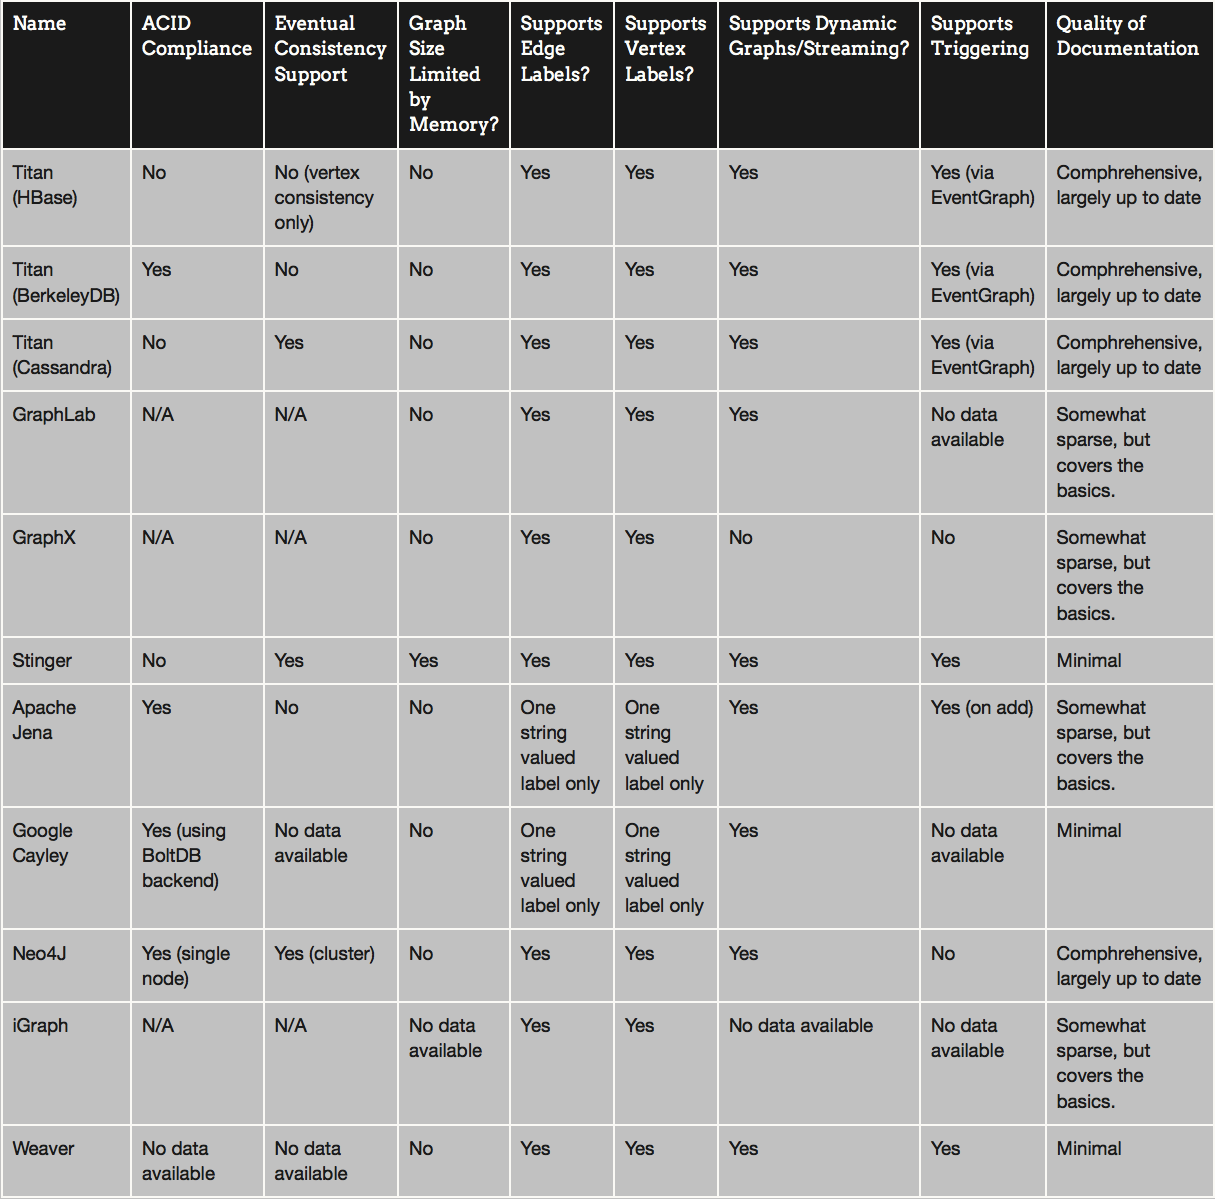 Name
ACID
Compliance
Eventual
Consistency
Support
Graph
Size
Limited
by
Memory?
Supports
Edge
Labels?
Supports
Vertex
Labels?
Supports Dynamic
Graphs/Streaming?
Supports
Triggering
Quality of
Documentation
Titan
(HBase)
No
No (vertex
consistency
only)
No
Yes
Yes
Yes
Yes (via
EventGraph)
Comphrehensive,
largely up to date
Titan
(BerkeleyDB)
Yes
No
No
Yes
Yes
Yes
Yes (via
EventGraph)
Comphrehensive,
largely up to date
Titan
(Cassandra)
No
Yes
No
Yes
Yes
Yes
Yes (via
EventGraph)
Comphrehensive,
largely up to date
GraphLab
N/A
N/A
No
Yes
Yes
Yes
No data
available
Somewhat
sparse, but
covers the
basics.
GraphX
N/A
N/A
No
Yes
Yes
No
No
Somewhat
sparse, but
covers the
basics.
Stinger
No
Yes
Yes
Yes
Yes
Yes
Yes
Minimal
Apache
Jena
Yes
No
No
One
string
valued
label only
One
string
valued
label only
Yes
Yes (on add)
Somewhat
sparse, but
covers the
basics.
Google
Cayley
Yes (using
BoltDB
backend)
No data
available
No
One
string
valued
label only
One
string
valued
label only
Yes
No data
available
Minimal
Neo4J
Yes (single
node)
Yes (cluster)
No
Yes
Yes
Yes
No
Comphrehensive,
largely up to date
iGraph
N/A
N/A
No data
available
Yes
Yes
No data available
No data
available
Somewhat
sparse, but
covers the
basics.
Weaver
No data
available
No data
available
No
Yes
Yes
Yes
Yes
Minimal